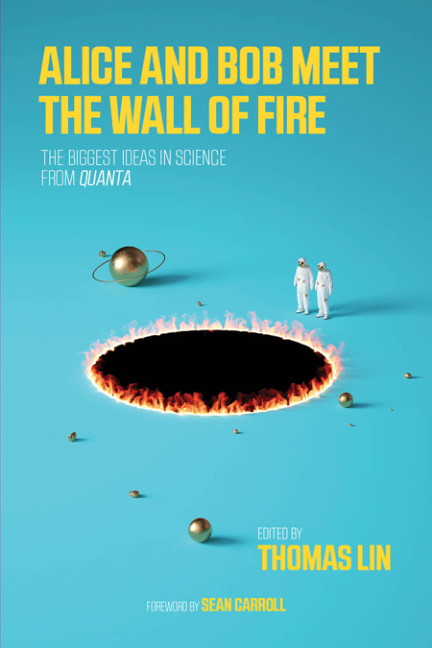 ALICE AND BOB MEET
THE WALL OF FIRE
THE BIGGEST IDEAS IN SCIENCE
FROM QUANTA
EDITED BY
THOMAS LIN
FOREWORD BY SEAN CARROLL